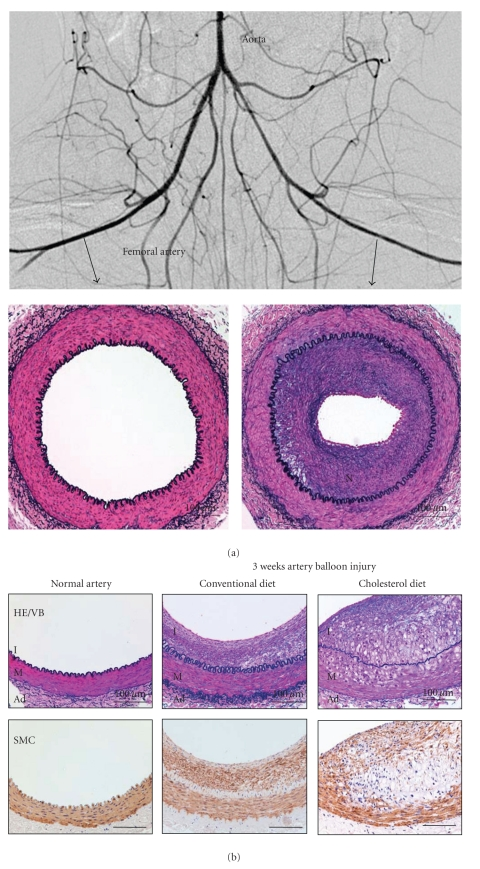 Aorta
Femoral artery
100 µm
(a)
3 weeks artery balloon injury
Normal artery
Conventional diet
Cholesterol diet
HE/VB
I
M
Ad
100 µm
I
M
Ad
100 µm
I
M
Ad
100 µm
SMC
(b)